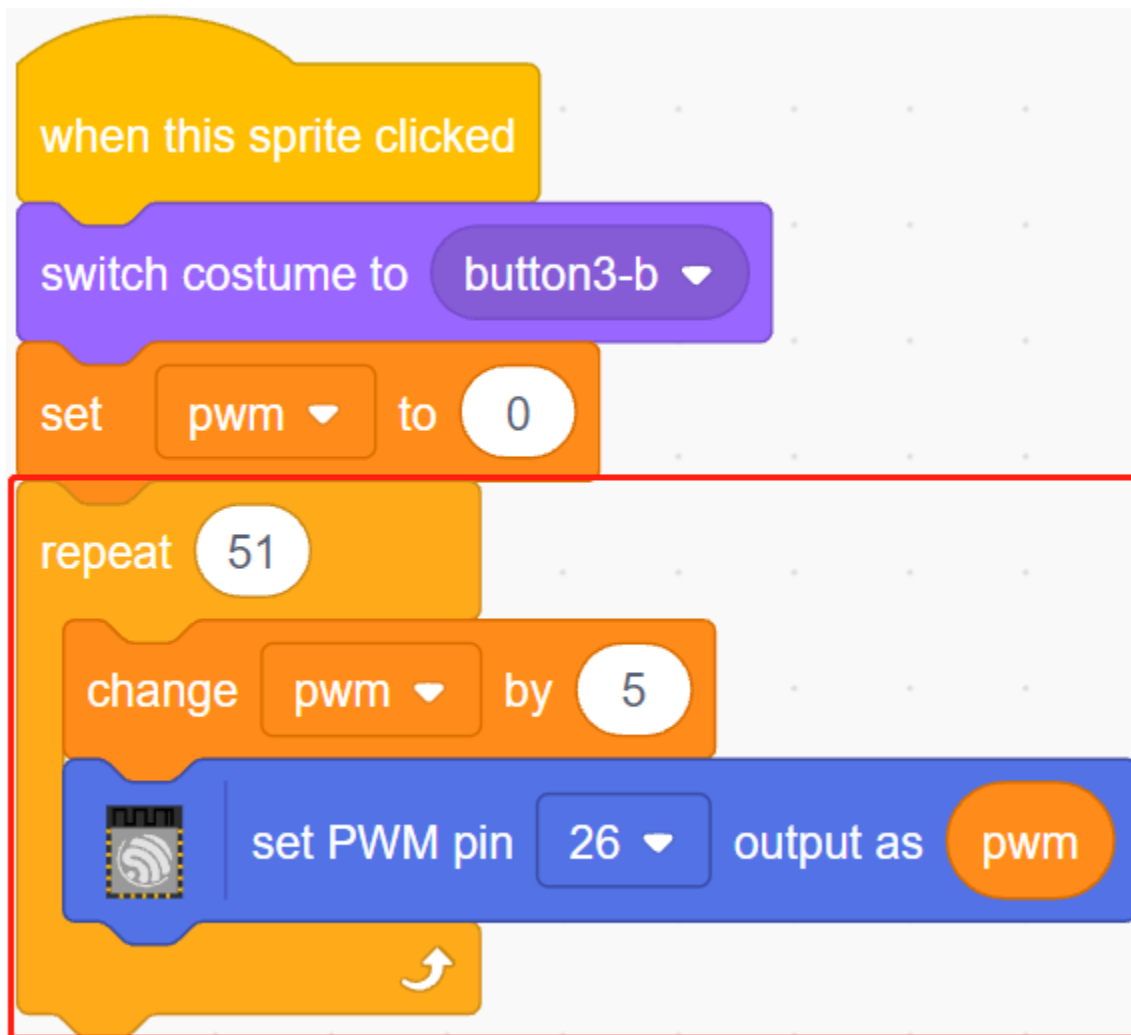 when this sprite clicked
switch costume to button3-b
set pwm to 0
repeat 51
change pwm by 5
set PWM pin 26 output as pwm